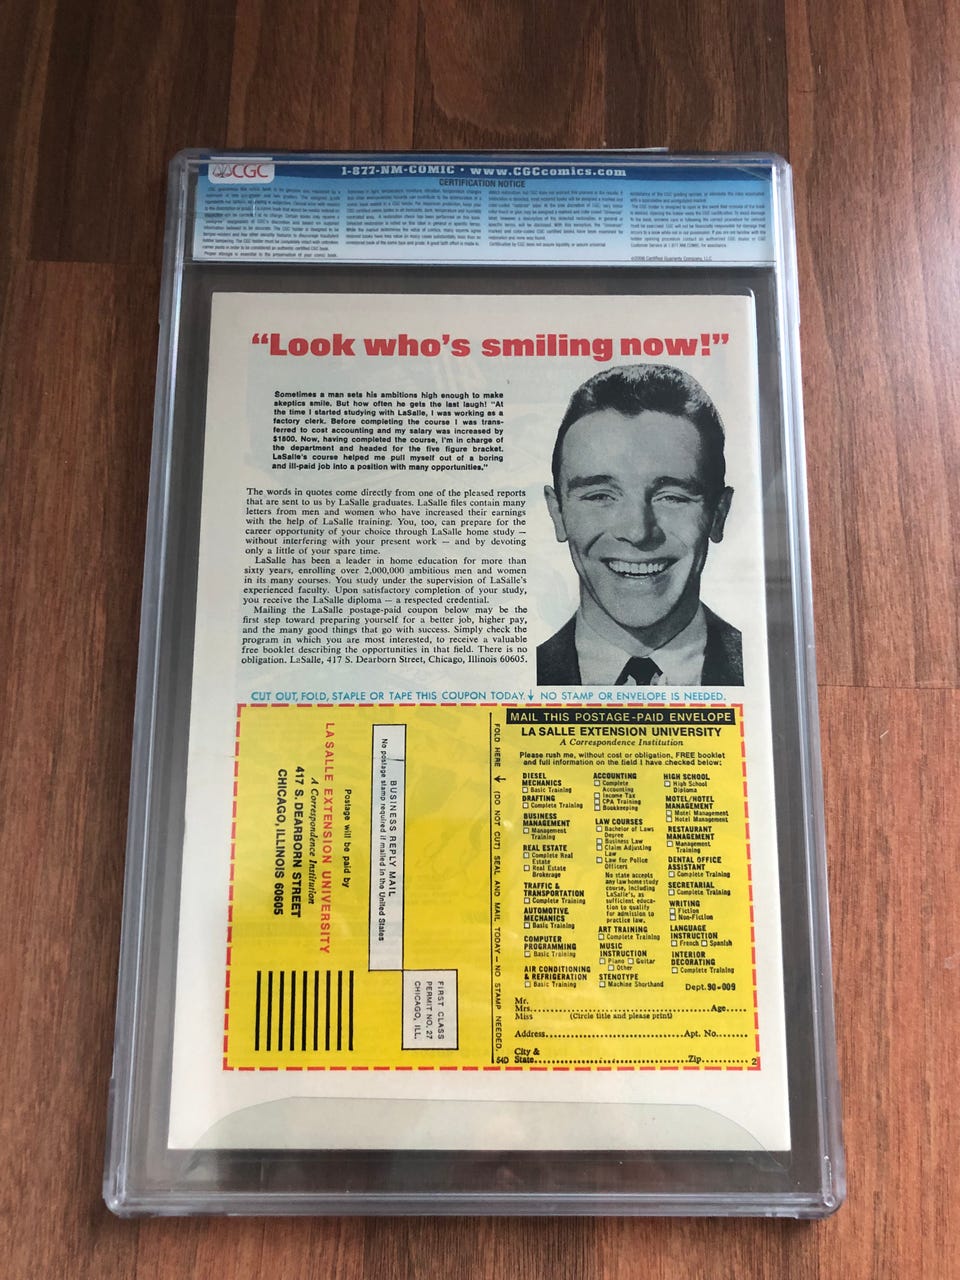 CGC
1-877-NM-COMIC • www.CGCcomics.com
CERTIFICATION NOTICE
©2008 Certified Guaranty Company, LLC
“Look who’s smiling now!”
Sometimes a man sets his ambitions high enough to make
skeptics smile. But how often he gets the last laugh! “At
the time I started studying with LaSalle, I was working as a
factory clerk. Before completing the course I was trans-
ferred to cost accounting and my salary was increased by
$1800. Now, having completed the course, I’m in charge of
the department and headed for the five figure bracket.
LaSalle’s course helped me pull myself out of a boring
and ill-paid job into a position with many opportunities.”
The words in quotes come directly from one of the pleased reports
that are sent to us by LaSalle graduates. LaSalle files contain many
letters from men and women who have increased their earnings
with the help of LaSalle training. You, too, can prepare for the
career opportunity of your choice through LaSalle home study —
without interfering with your present work — and by devoting
only a little of your spare time.
LaSalle has been a leader in home education for more than
sixty years, enrolling over 2,000,000 ambitious men and women
in its many courses. You study under the supervision of LaSalle’s
experienced faculty. Upon satisfactory completion of your study,
you receive the LaSalle diploma — a respected credential.
Mailing the LaSalle postage-paid coupon below may be the
first step toward preparing yourself for a better job, higher pay,
and the many good things that go with success. Simply check the
program in which you are most interested, to receive a valuable
free booklet describing the opportunities in that field. There is no
obligation. LaSalle, 417 S. Dearborn Street, Chicago, Illinois 60605.
CUT OUT, FOLD, STAPLE OR TAPE THIS COUPON TODAY. NO STAMP OR ENVELOPE IS NEEDED.
FIRST CLASS
PERMIT NO. 27
CHICAGO, ILL.
BUSINESS REPLY MAIL
No postage stamp required if mailed in the United States
Postage will be paid by
LA SALLE EXTENSION UNIVERSITY
A Correspondence Institution
417 S. DEARBORN STREET
CHICAGO, ILLINOIS 60605
FOLD HERE (DO NOT CUT) SEAL AND MAIL TODAY—NO STAMP NEEDED.
540
MAIL THIS POSTAGE-PAID ENVELOPE
LA SALLE EXTENSION UNIVERSITY
A Correspondence Institution
Please rush me, without cost or obligation, FREE booklet
and full information on the field I have checked below:
DIESEL
MECHANICS
Basic Training
DRAFTING
Complete Training
BUSINESS
MANAGEMENT
Management
Training
REAL ESTATE
Complete Real
Estate
Real Estate
Brokerage
TRAFFIC &
TRANSPORTATION
Complete Training
AUTOMOTIVE
MECHANICS
Basic Training
COMPUTER
PROGRAMMING
Basic Training
AIR CONDITIONING
& REFRIGERATION
Basic Training
ACCOUNTING
Complete
Accounting
Income Tax
CPA Training
Bookkeeping
LAW COURSES
Bachelor of Laws
Degree
Business Law
Claim Adjusting
Law
Law for Police
Officers
No state accepts
any law home study
course, including
LaSalle’s, as
sufficient educa-
tion to qualify
for admission to
practice law.
ART TRAINING
Complete Training
MUSIC
INSTRUCTION
Piano Guitar
Other
STENOTYPE
Machine Shorthand
HIGH SCHOOL
High School
Diploma
MOTEL/HOTEL
MANAGEMENT
Motel Management
Hotel Management
RESTAURANT
MANAGEMENT
Management
Training
DENTAL OFFICE
ASSISTANT
Complete Training
SECRETARIAL
Complete Training
WRITING
Fiction
Non-Fiction
LANGUAGE
INSTRUCTION
French Spanish
INTERIOR
DECORATING
Complete Training
Dept. 90-009
Mr.
Mrs. Age
Miss (Circle title and please print)
Address Apt. No.
City &
State Zip 2